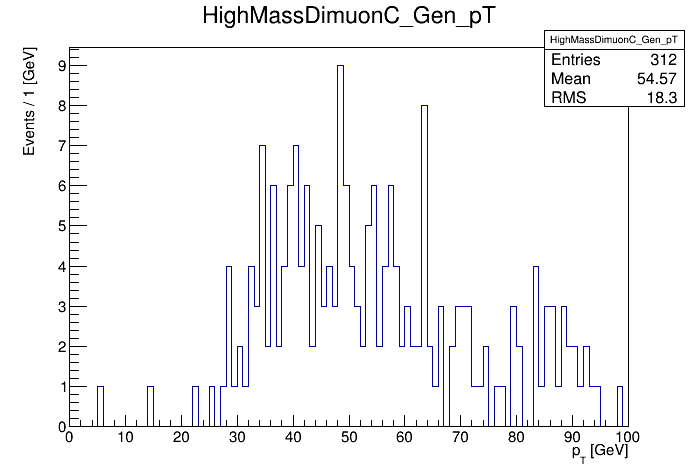 HighMassDimuonC_Gen_pT
HighMassDimuonC_Gen_pT
Entries 312
Mean 54.57
RMS 18.3
Events / 1 [GeV]
9
8
7
6
5
4
3
2
1
0
0 10 20 30 40 50 60 70 80 90 100
p_T [GeV]